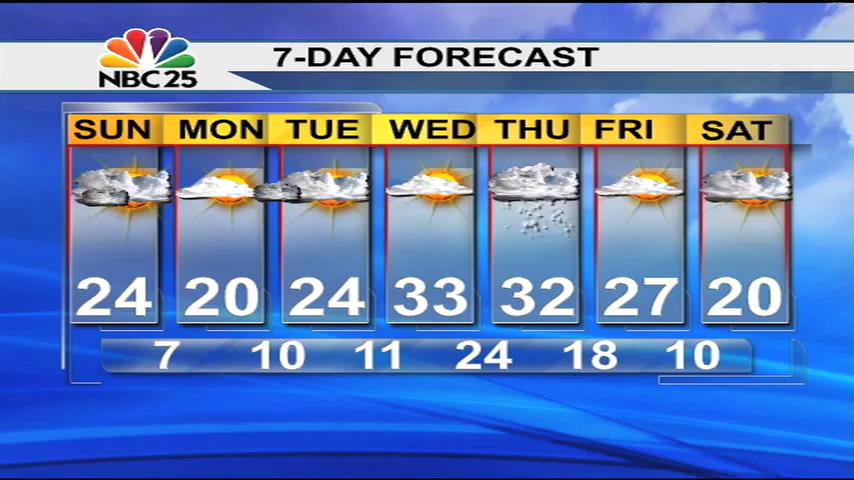 7-DAY FORECAST
NBC25
SUN MON TUE WED THU FRI SAT
24 20 24 33 32 27 20
7 10 11 24 18 10